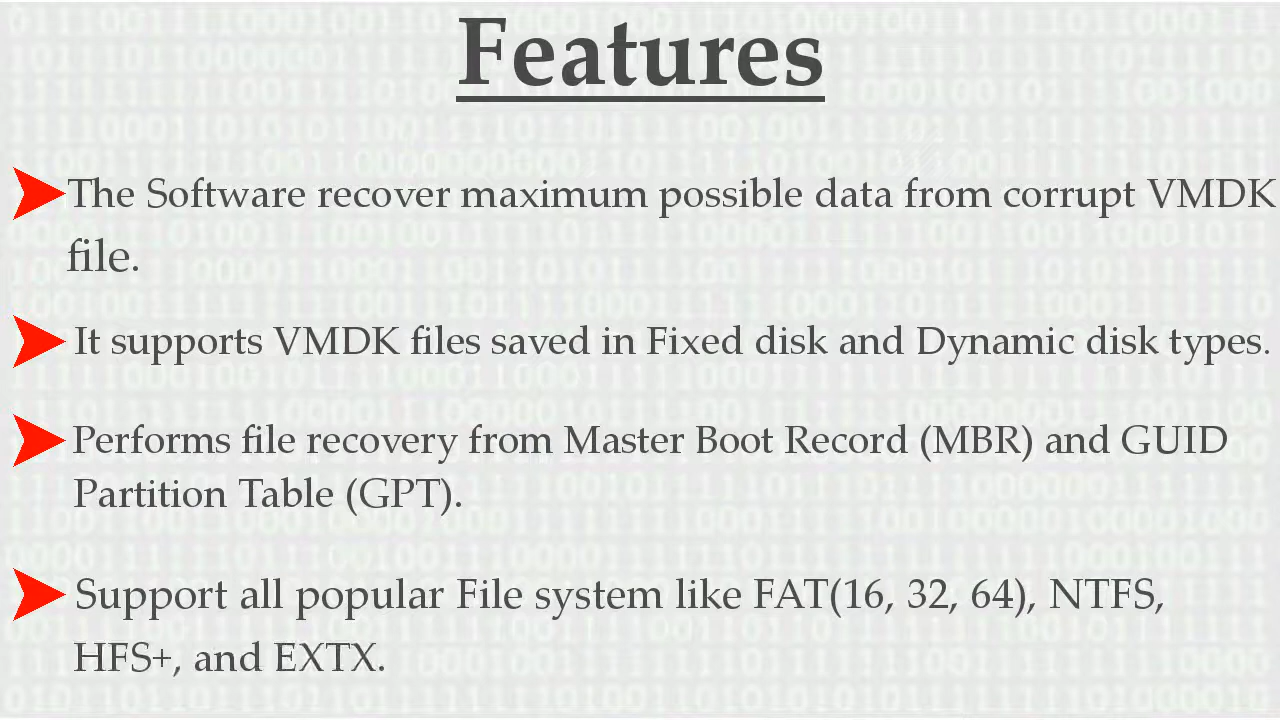 Features
The Software recover maximum possible data from corrupt VMDK
file.
It supports VMDK files saved in Fixed disk and Dynamic disk types.
Performs file recovery from Master Boot Record (MBR) and GUID
Partition Table (GPT).
Support all popular File system like FAT(16, 32, 64), NTFS,
HFS+, and EXTX.